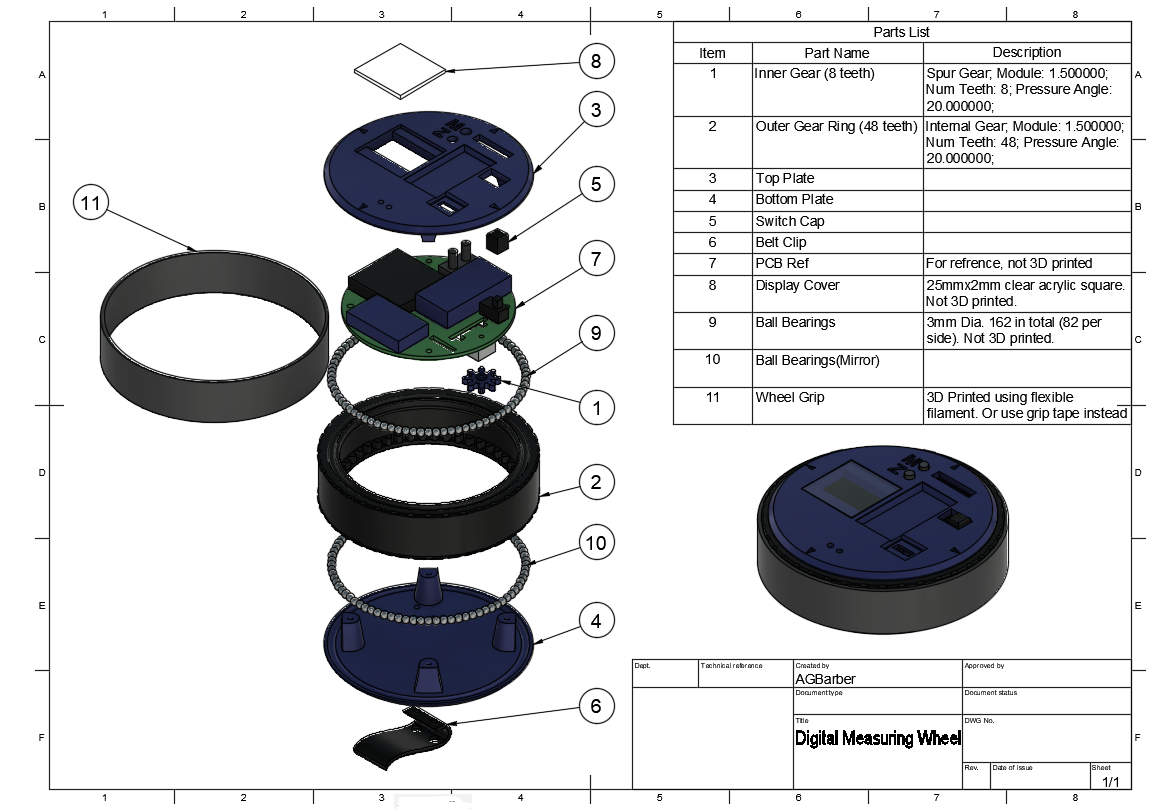 1 2 3 4 5 6 7 8
A
B
C
D
E
F
A
B
C
D
E
F
8
3
5
7
9
1
2
10
4
6
11
Parts List
Item Part Name Description
1 Inner Gear (8 teeth) Spur Gear; Module: 1.500000;
Num Teeth: 8; Pressure Angle:
20.000000;
2 Outer Gear Ring (48 teeth) Internal Gear; Module: 1.500000;
Num Teeth: 48; Pressure Angle:
20.000000;
3 Top Plate
4 Bottom Plate
5 Switch Cap
6 Belt Clip
7 PCB Ref For refrence, not 3D printed
8 Display Cover 25mmx2mm clear acrylic square.
Not 3D printed.
9 Ball Bearings 3mm Dia. 162 in total (82 per
side). Not 3D printed.
10 Ball Bearings(Mirror)
11 Wheel Grip 3D Printed using flexible
filament. Or use grip tape instead
Z M
Z M
Dept. Technical reference Created by Approved by
AGBarber
Document type Document status
Title DWG No.
Digital Measuring Wheel
Rev. Date of issue Sheet
1/1
1 2 3 4 5 6 7 8